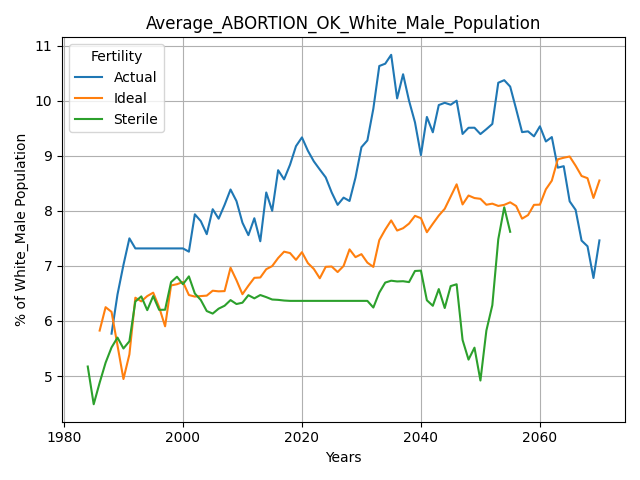 Average_ABORTION_OK_White_Male_Population
Fertility
Actual
Ideal
Sterile
% of White_Male Population
11
10
9
8
7
6
5
1980
2000
2020
2040
2060
Years